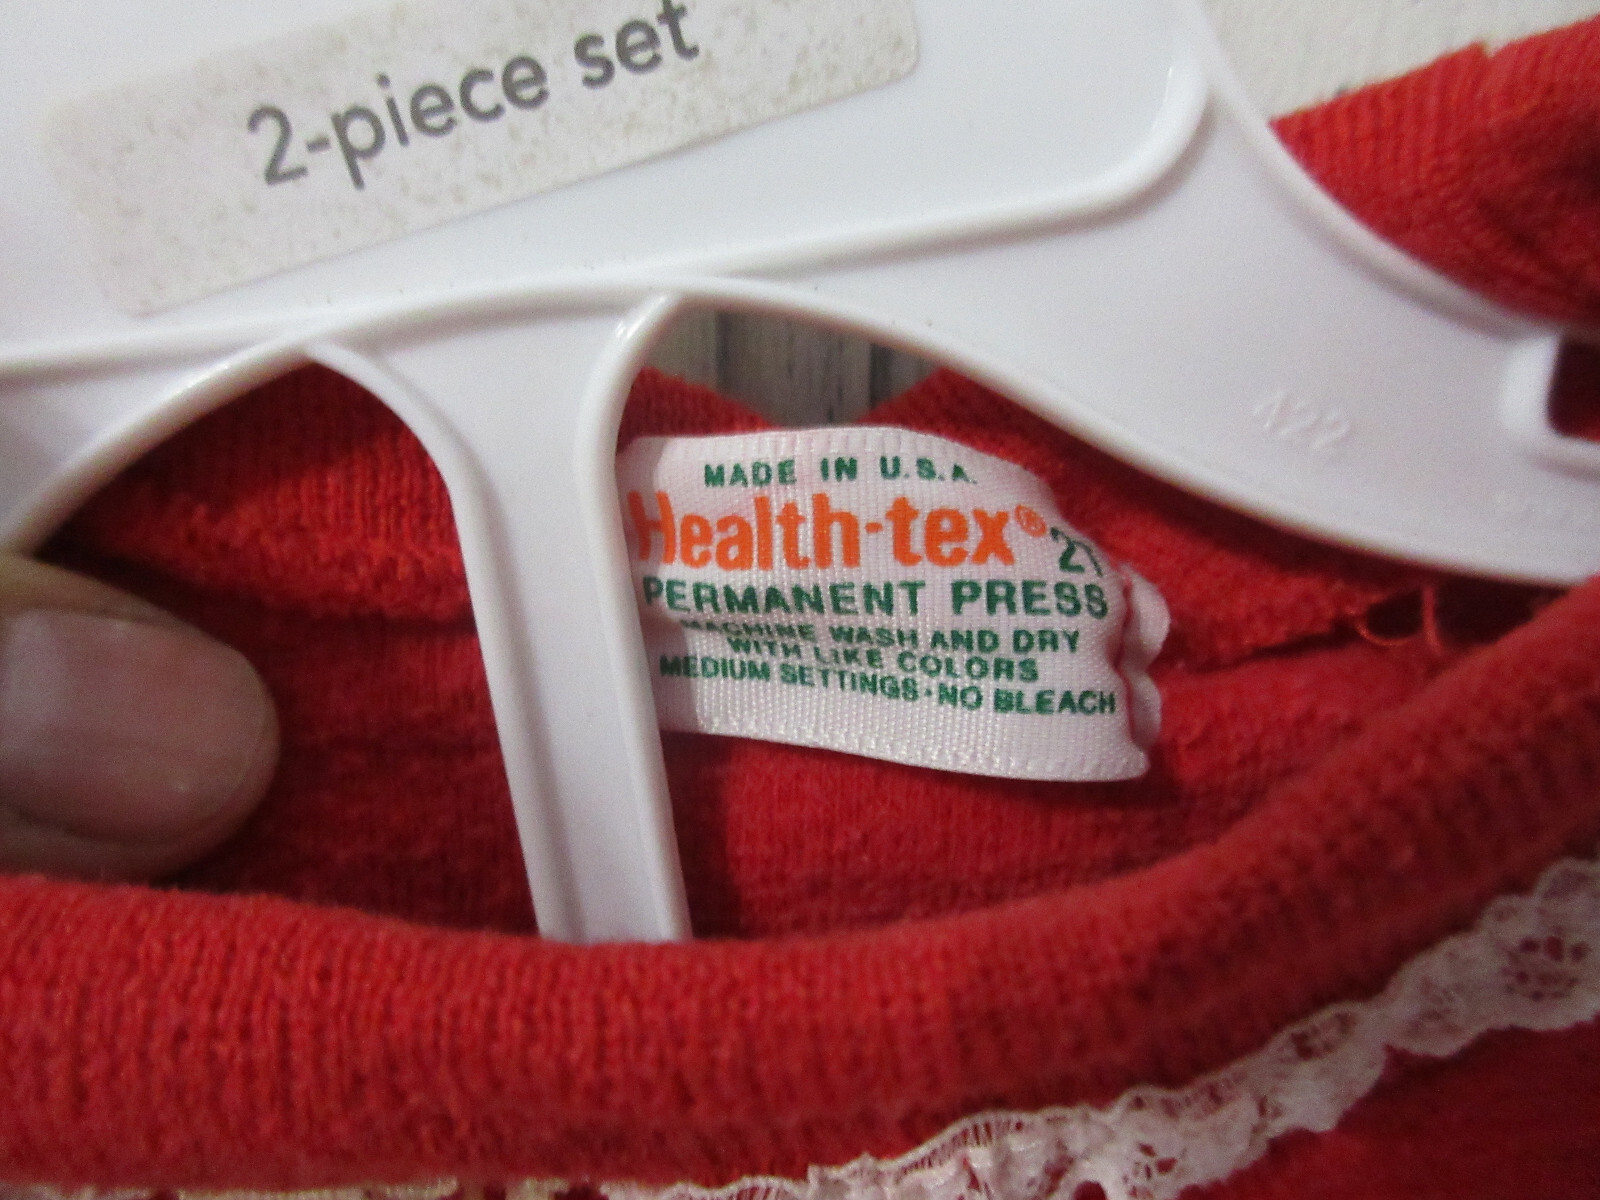 2-piece set
422
MADE IN U.S.A.
Health-tex®
PERMANENT PRESS
MACHINE WASH AND DRY
WITH LIKE COLORS
MEDIUM SETTINGS·NO BLEACH